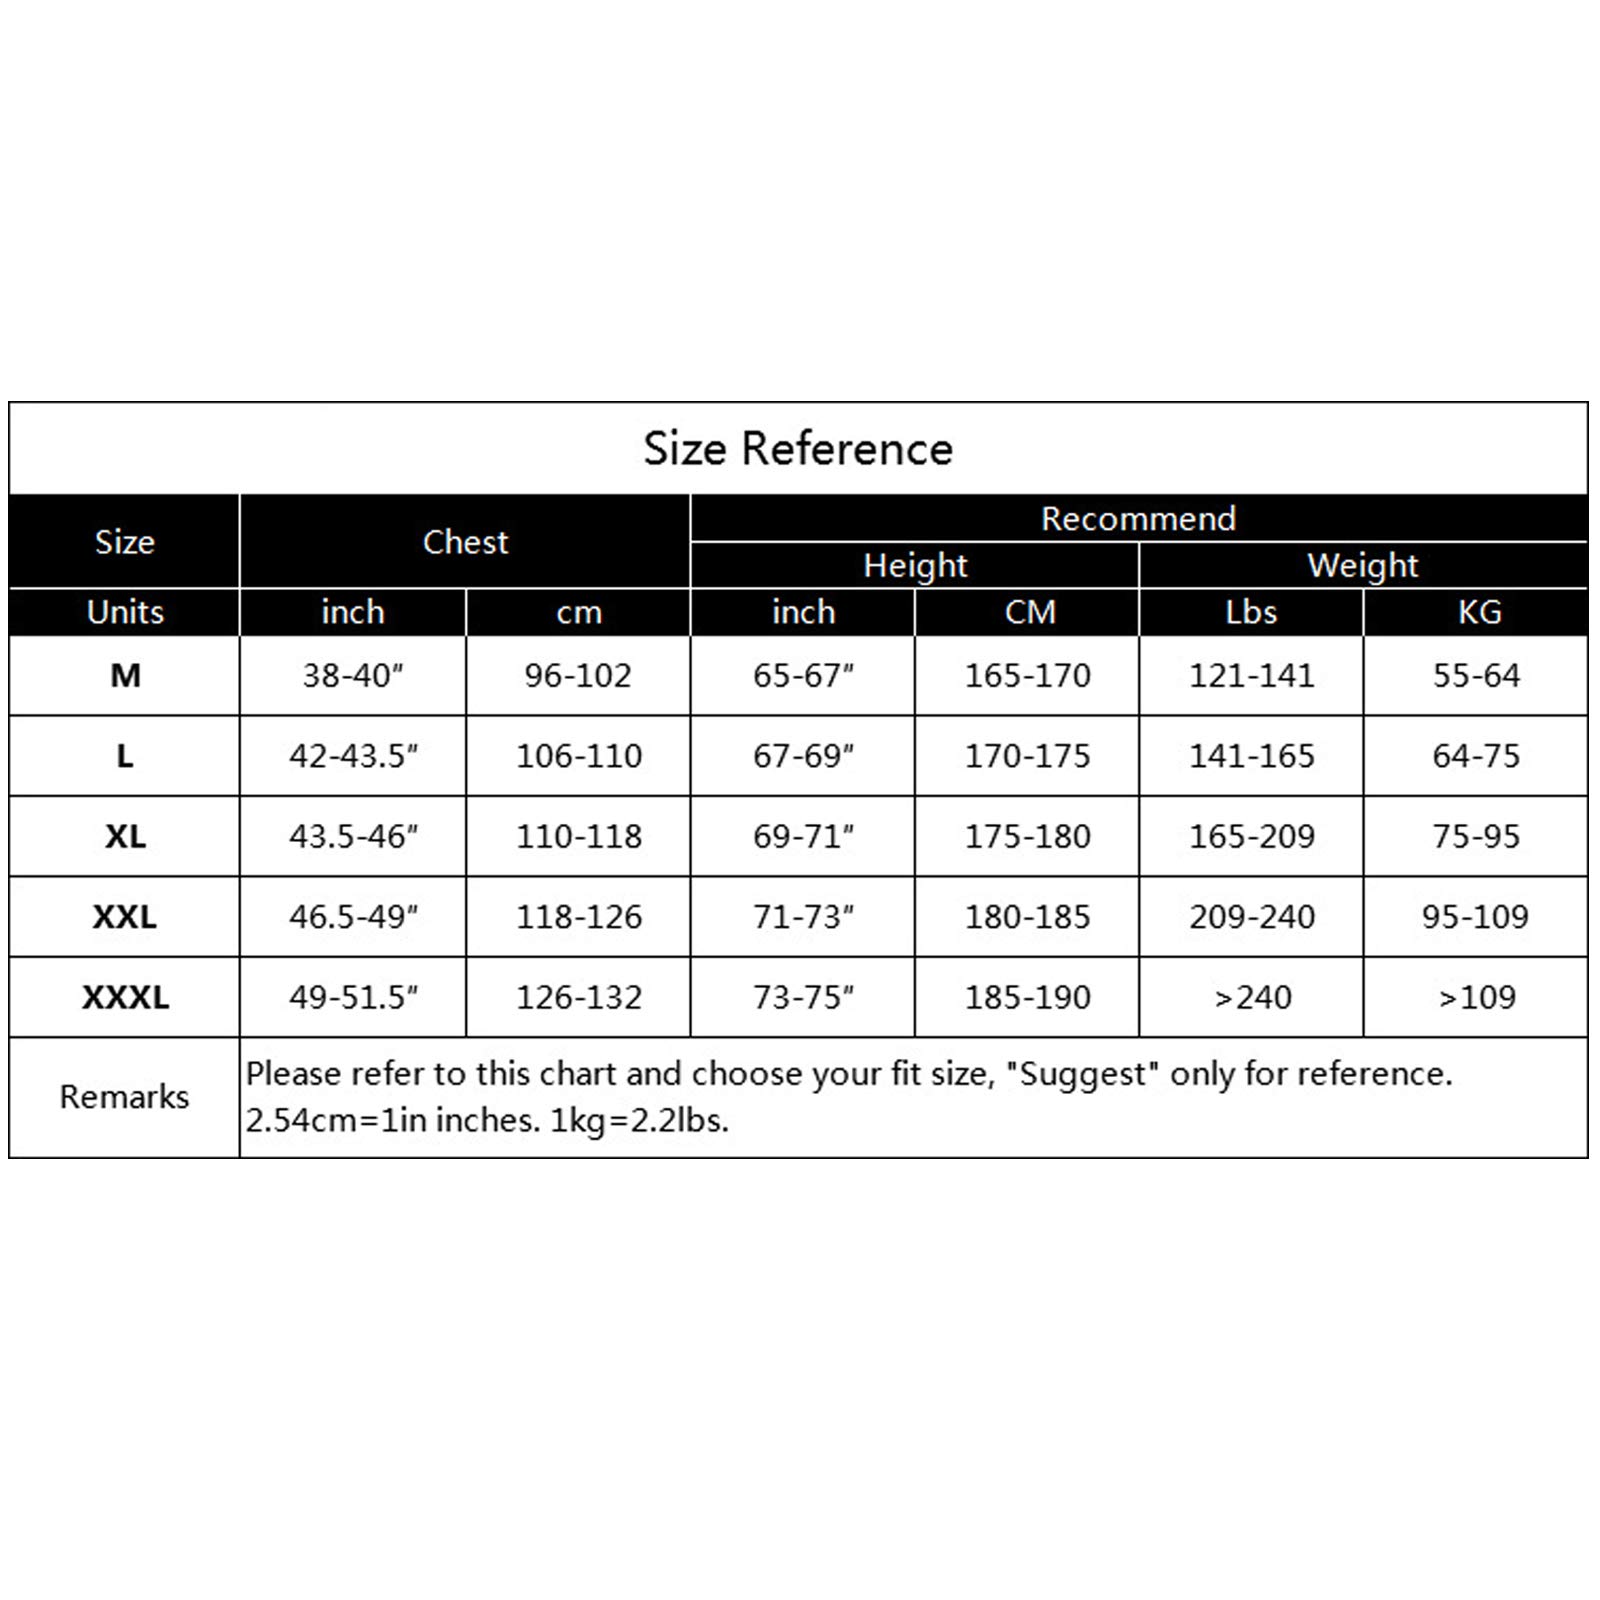 Size Reference
Size Chest Recommend
Height Weight
Units inch cm inch CM Lbs KG
M 38-40" 96-102 65-67" 165-170 121-141 55-64
L 42-43.5" 106-110 67-69" 170-175 141-165 64-75
XL 43.5-46" 110-118 69-71" 175-180 165-209 75-95
XXL 46.5-49" 118-126 71-73" 180-185 209-240 95-109
XXXL 49-51.5" 126-132 73-75" 185-190 >240 >109
Remarks Please refer to this chart and choose your fit size, "Suggest" only for reference.
2.54cm=1in inches. 1kg=2.2lbs.